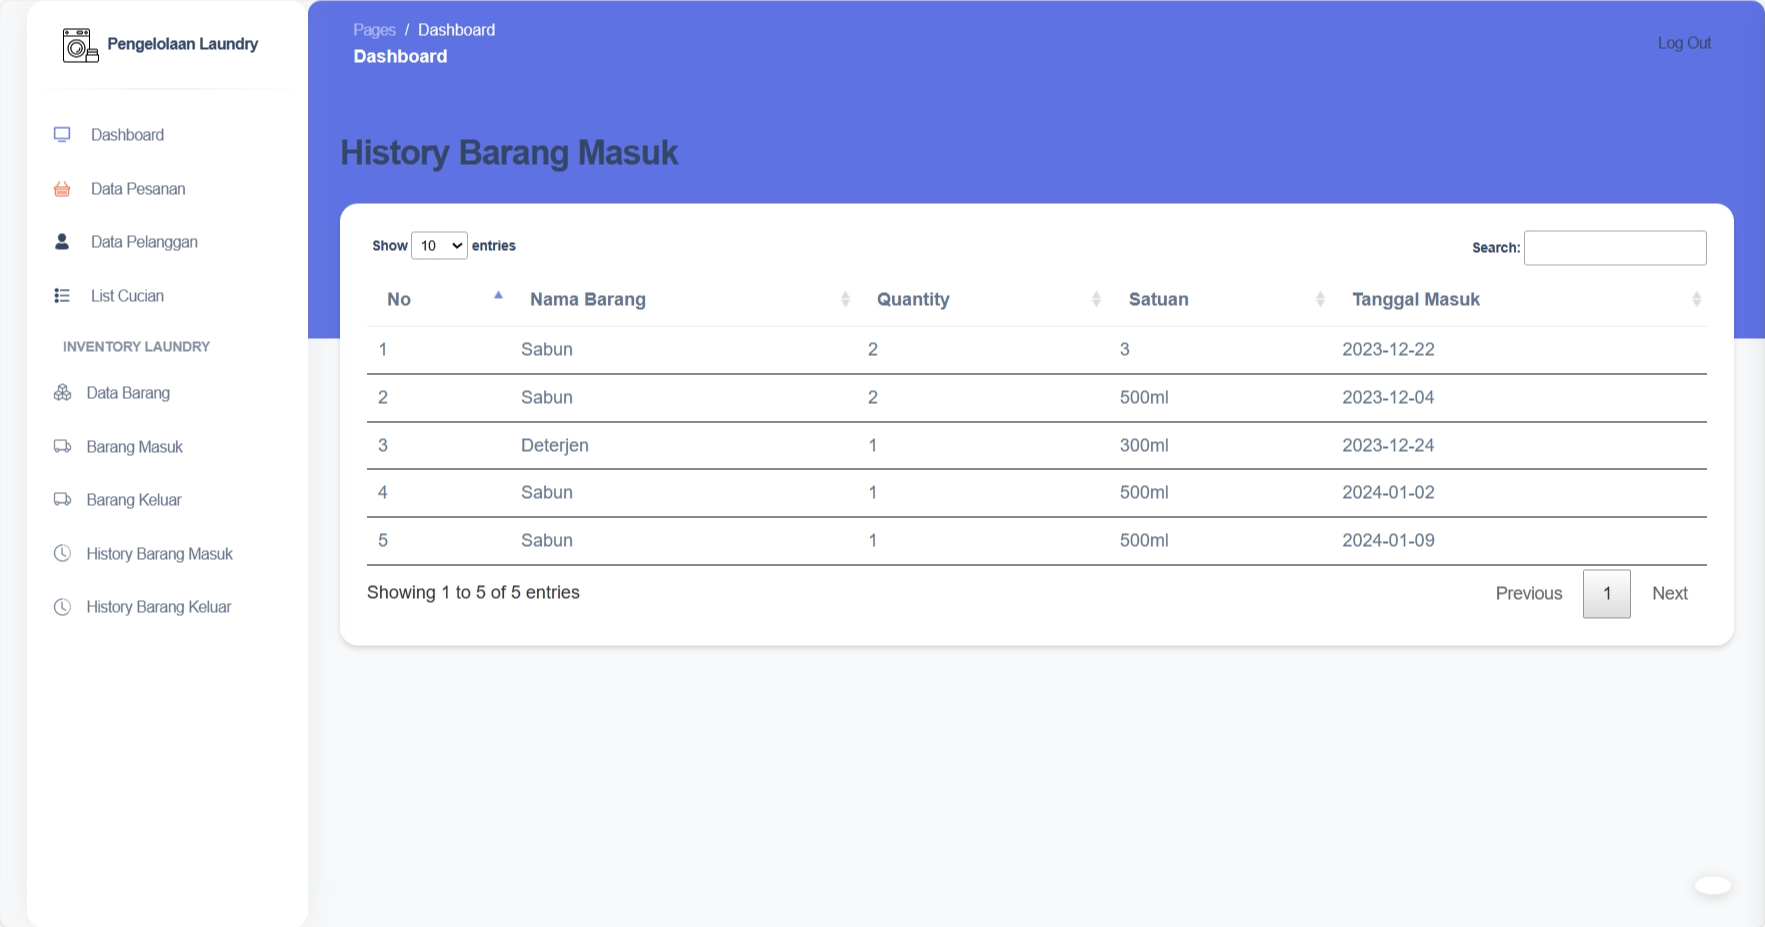 Pengelolaan Laundry
Dashboard
Data Pesanan
Data Pelanggan
List Cucian
INVENTORY LAUNDRY
Data Barang
Barang Masuk
Barang Keluar
History Barang Masuk
History Barang Keluar
Pages / Dashboard
Dashboard
Log Out
History Barang Masuk
Show 10 entries
Search:
No Nama Barang Quantity Satuan Tanggal Masuk
1 Sabun 2 3 2023-12-22
2 Sabun 2 500ml 2023-12-04
3 Deterjen 1 300ml 2023-12-24
4 Sabun 1 500ml 2024-01-02
5 Sabun 1 500ml 2024-01-09
Showing 1 to 5 of 5 entries
Previous 1 Next